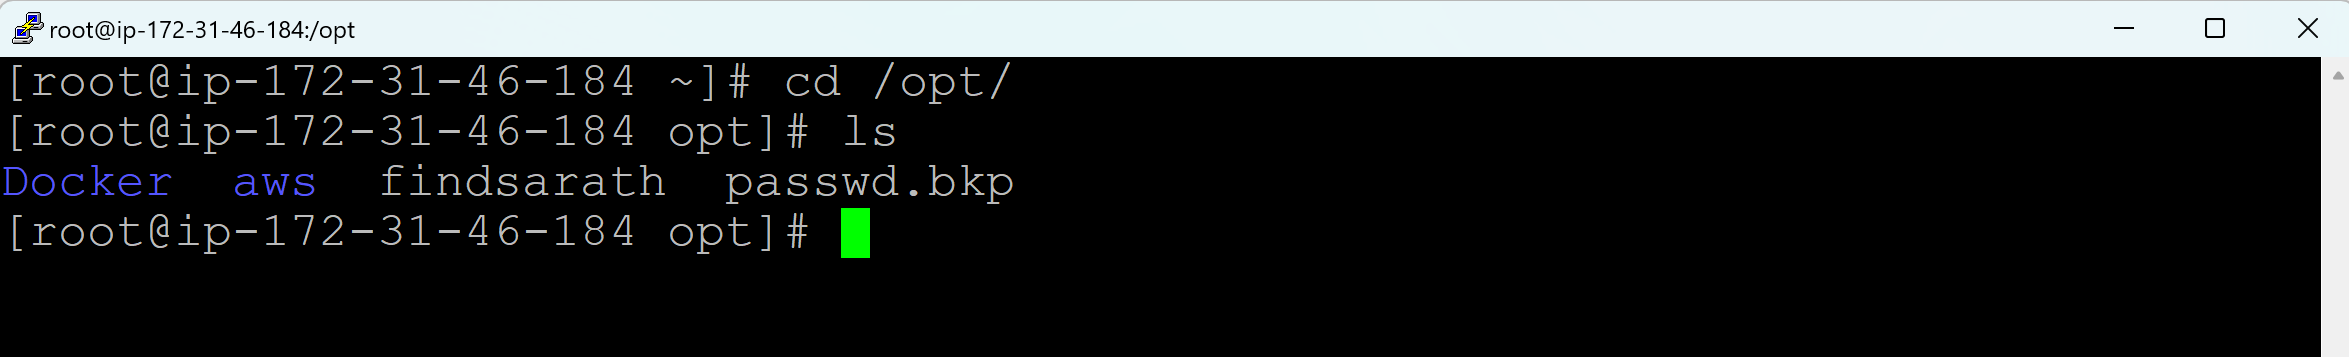 root@ip-172-31-46-184:/opt
[root@ip-172-31-46-184 ~]# cd /opt/
[root@ip-172-31-46-184 opt]# ls
Docker  aws  findsarath  passwd.bkp
[root@ip-172-31-46-184 opt]#